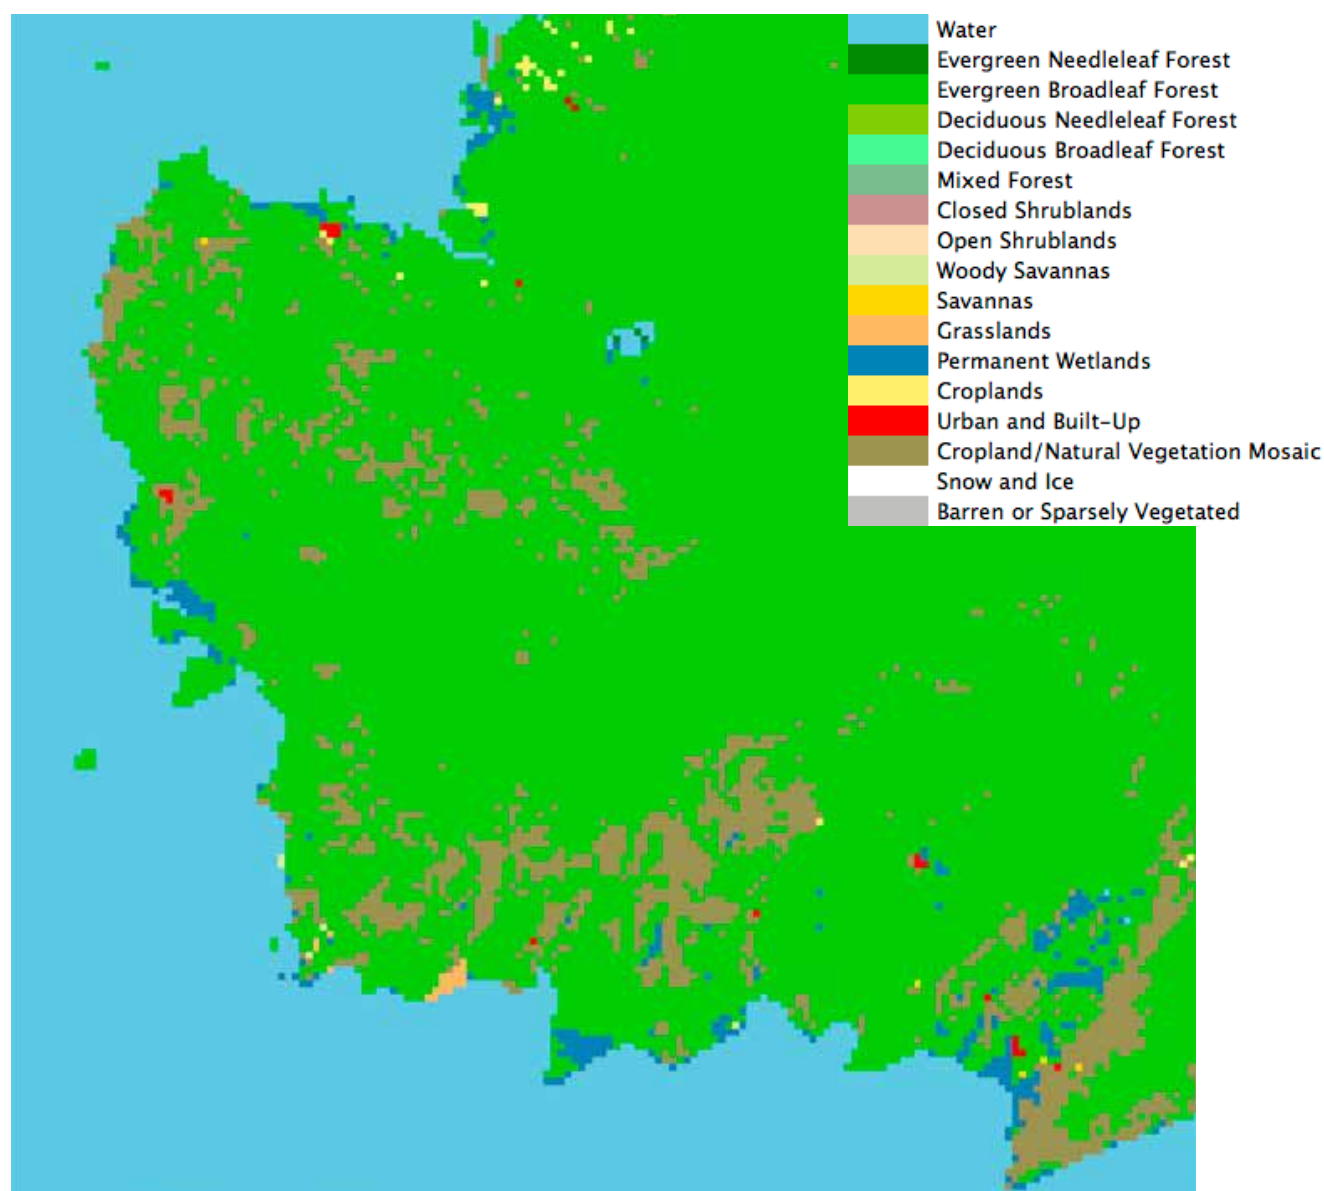 Water
Evergreen Needleleaf Forest
Evergreen Broadleaf Forest
Deciduous Needleleaf Forest
Deciduous Broadleaf Forest
Mixed Forest
Closed Shrublands
Open Shrublands
Woody Savannas
Savannas
Grasslands
Permanent Wetlands
Croplands
Urban and Built-Up
Cropland/Natural Vegetation Mosaic
Snow and Ice
Barren or Sparsely Vegetated